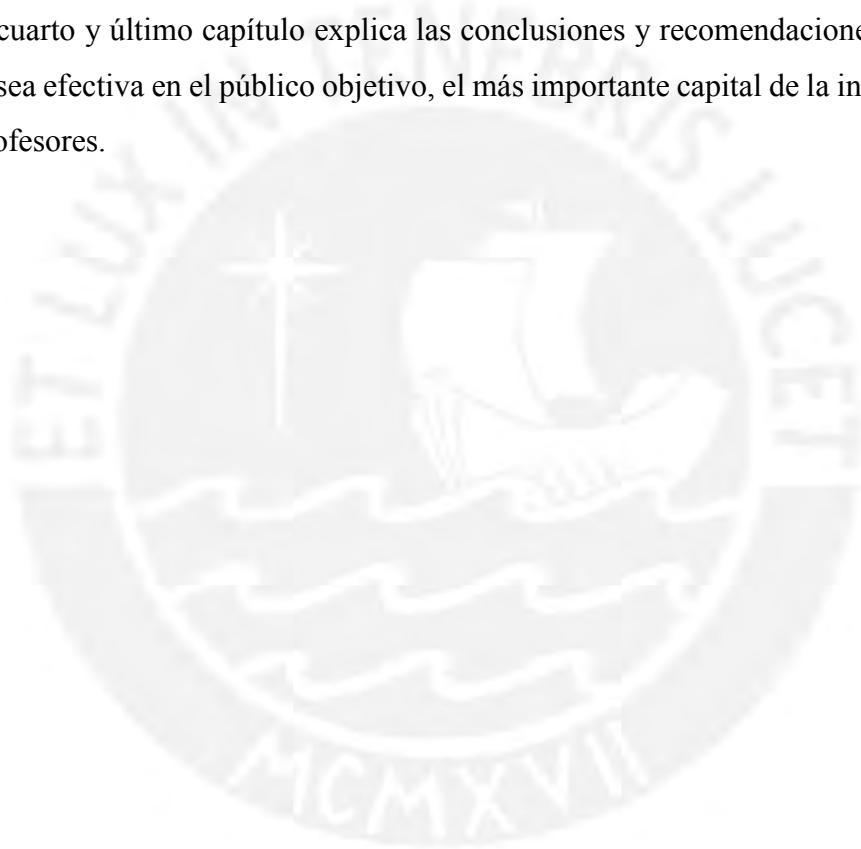 cuarto y último capítulo explica las conclusiones y recomendacione
sea efectiva en el público objetivo, el más importante capital de la in
ofesores.
ET LUX IN TENEBRIS LUCET
MCMXVII